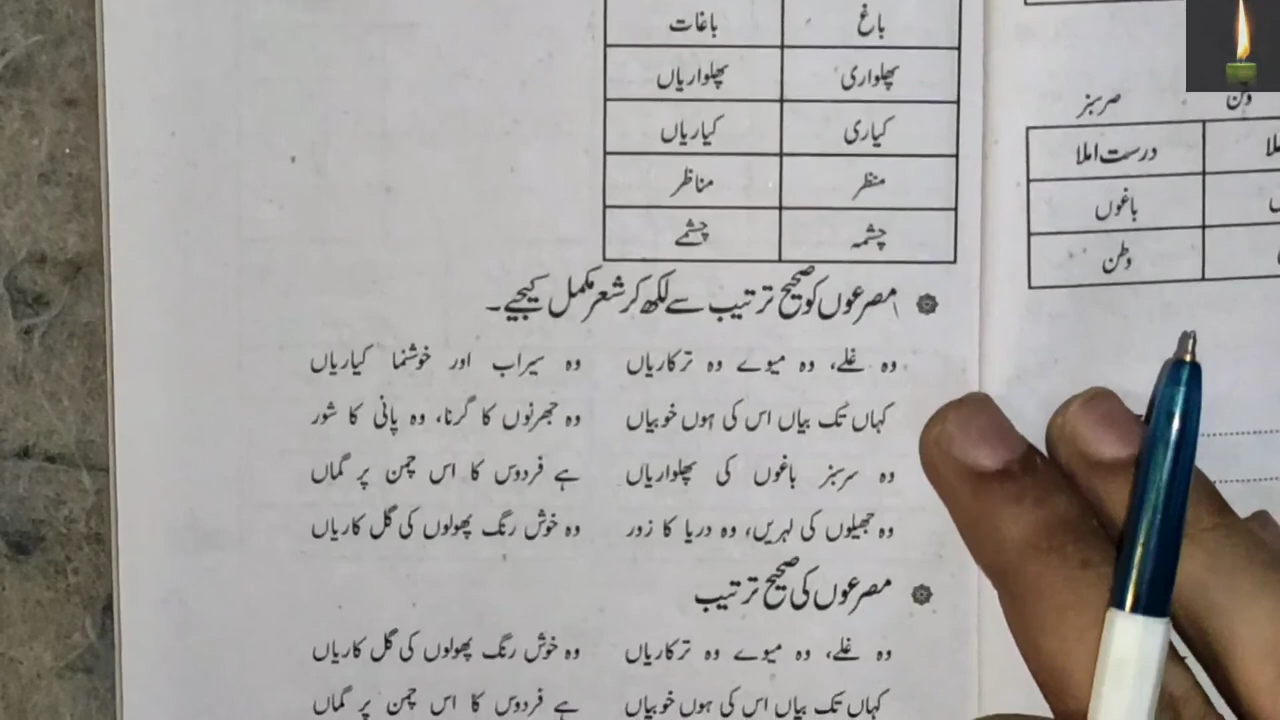 باغ باغات
پھلواری پھلواریاں
کیاری کیاریاں
منظر مناظر
چشمہ چشمے
مصرعوں کو صحیح ترتیب سے لکھ کر شعر مکمل کیجیے۔
وہ غلے، وہ میوے وہ ترکاریاں وہ سیراب اور خوشنما کیاریاں
کہاں تک بیاں اس کی ہوں خوبیاں وہ جھرنوں کا گرنا، وہ پانی کا شور
وہ سرسبز باغوں کی پھلواریاں ہے فردوس کا اس چمن پر گماں
وہ جھیلوں کی لہریں، وہ دریا کا زور وہ خوش رنگ پھولوں کی گل کاریاں
مصرعوں کی صحیح ترتیب
وہ غلے، وہ میوے وہ ترکاریاں وہ خوش رنگ پھولوں کی گل کاریاں
کہاں تک بیاں اس کی ہوں خوبیاں ہے فردوس کا اس چمن پر گماں
صرسبز
درست املا
باغوں
وطن